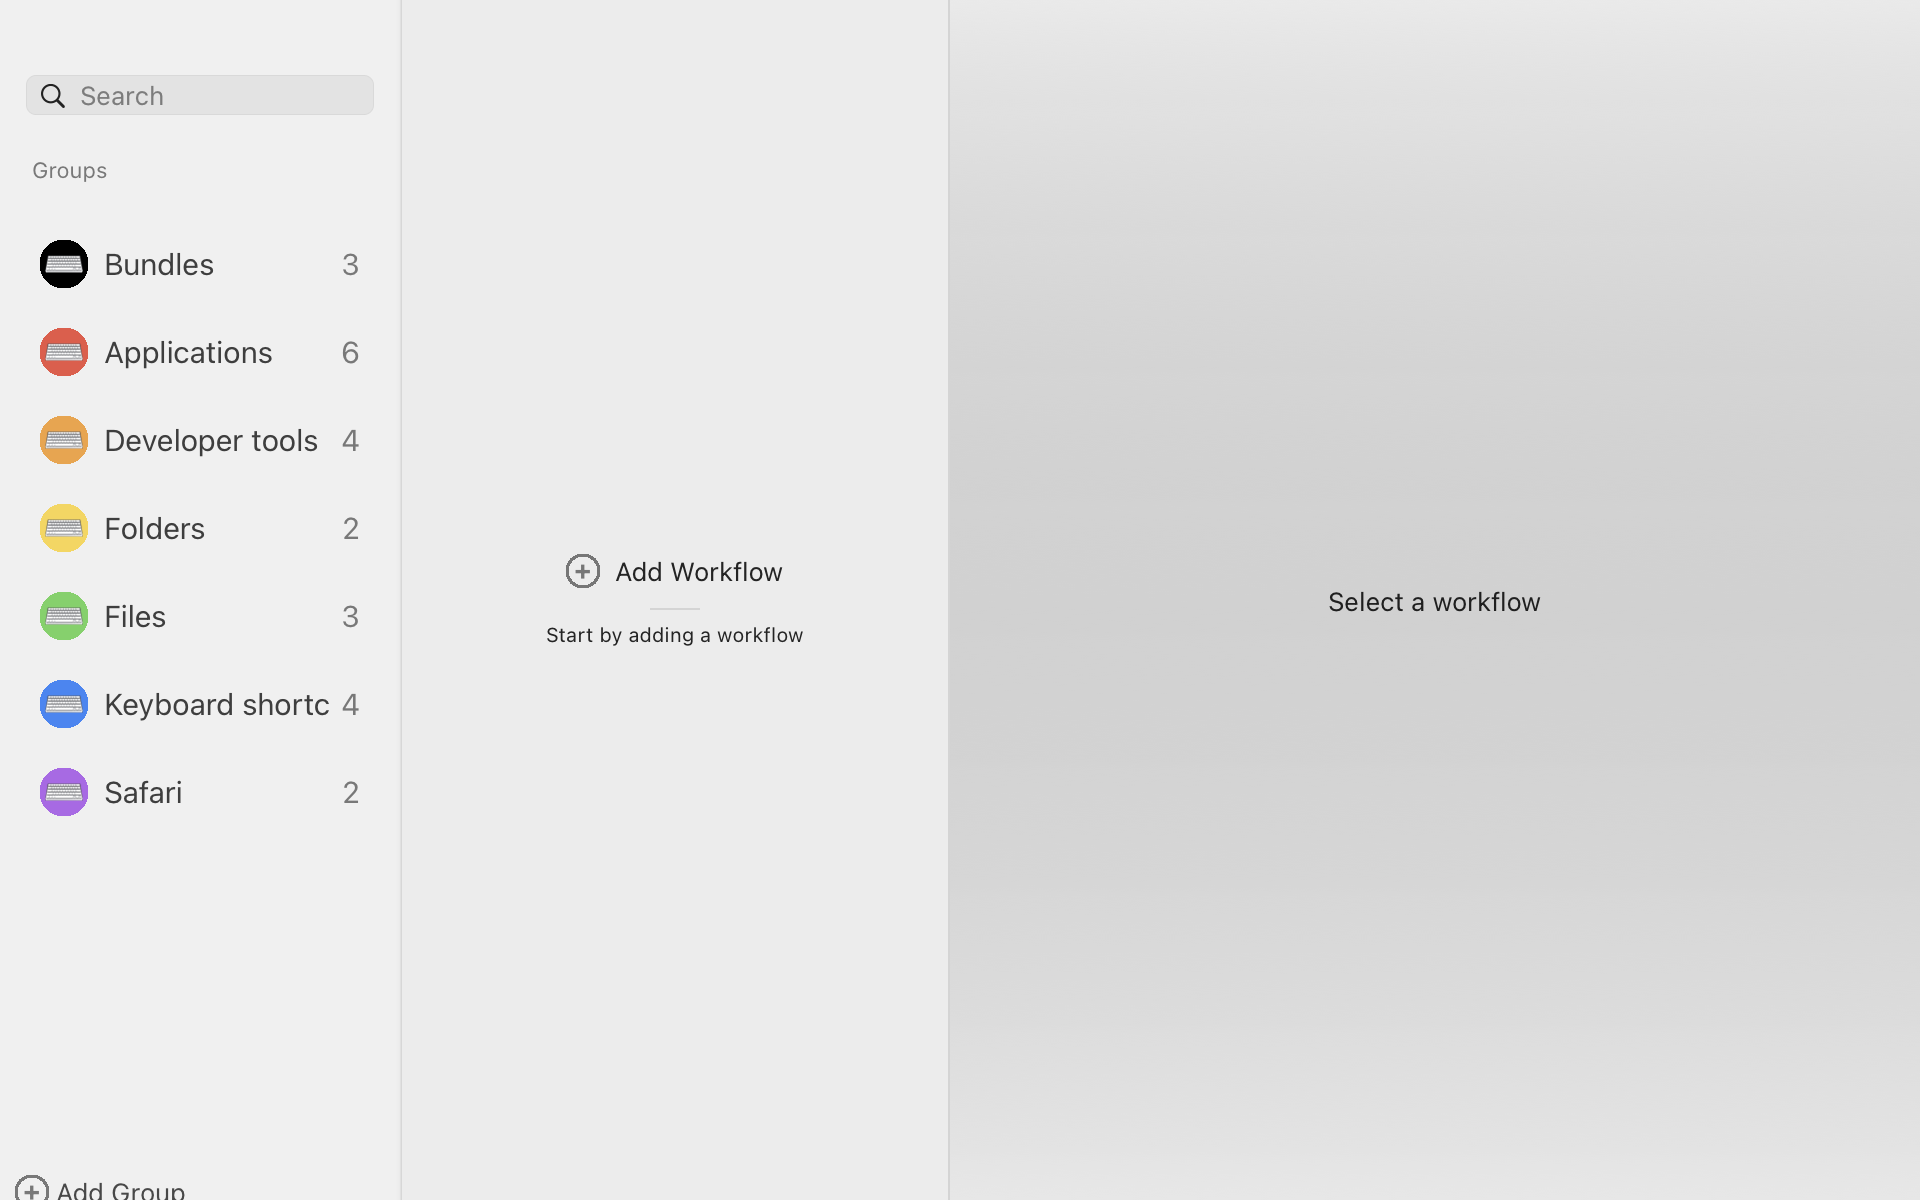 Search
Groups
Bundles 3
Applications 6
Developer tools 4
Folders 2
Files 3
Keyboard shortc 4
Safari 2
Add Group
Add Workflow
Start by adding a workflow
Select a workflow